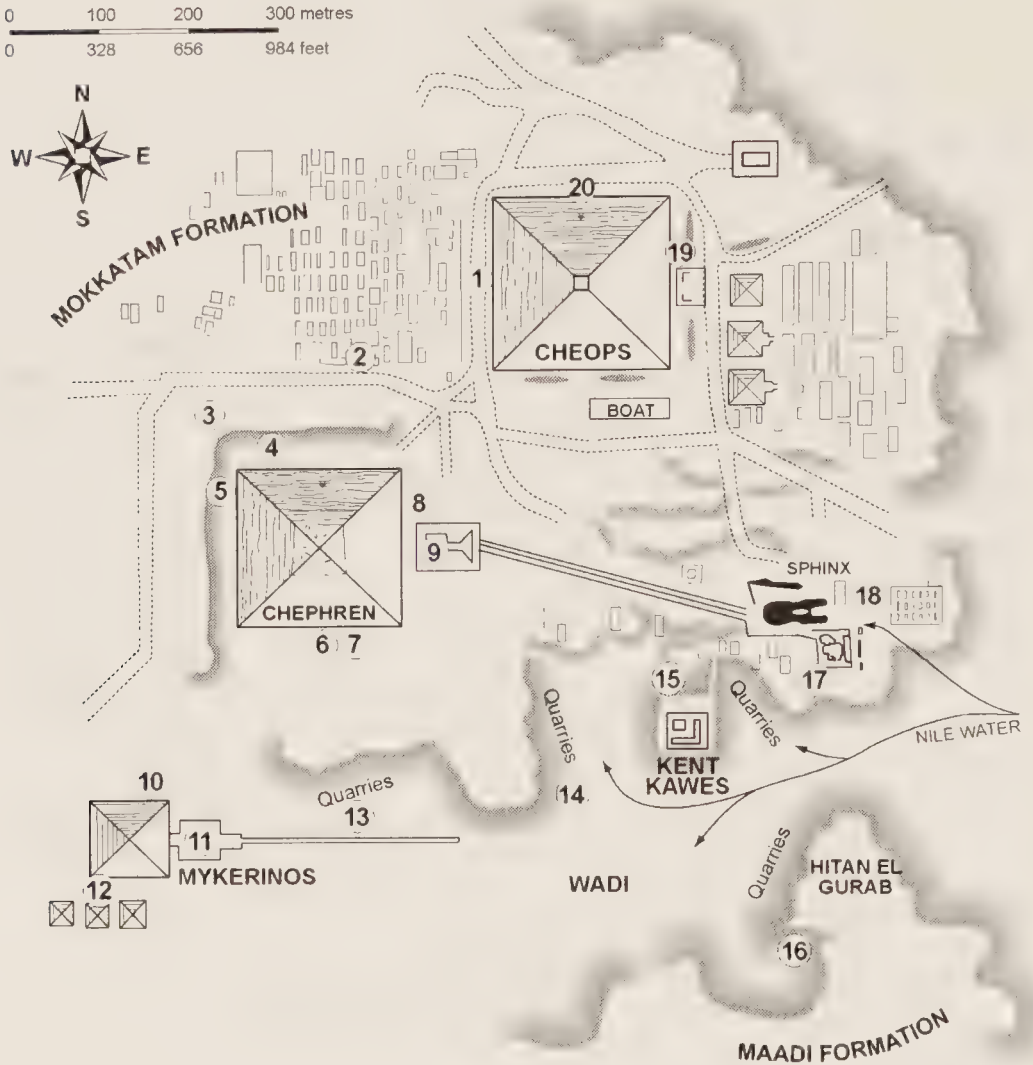 0 100 200 300 metres
0 328 656 984 feet
N
W E
S
MOKKATAM FORMATION
20
19
1
CHEOPS
2
BOAT
3
4
5
8
9
SPHINX
18
CHEPHREN
6 7
15
17
Quarries
Quarries
NILE WATER
KENT
KAWES
10
Quarries
14
13
11
MYKERINOS
WADI
Quarries
HITAN EL
GURAB
12
16
MAADI FORMATION